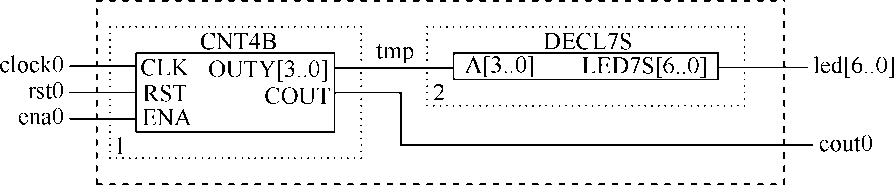 CNT4B
DECL7S
tmp
clock0
CLK
OUTY[3..0]
A[3..0]
LED7S[6..0]
led[6..0]
rst0
RST
COUT
2
ena0
ENA
1
cout0